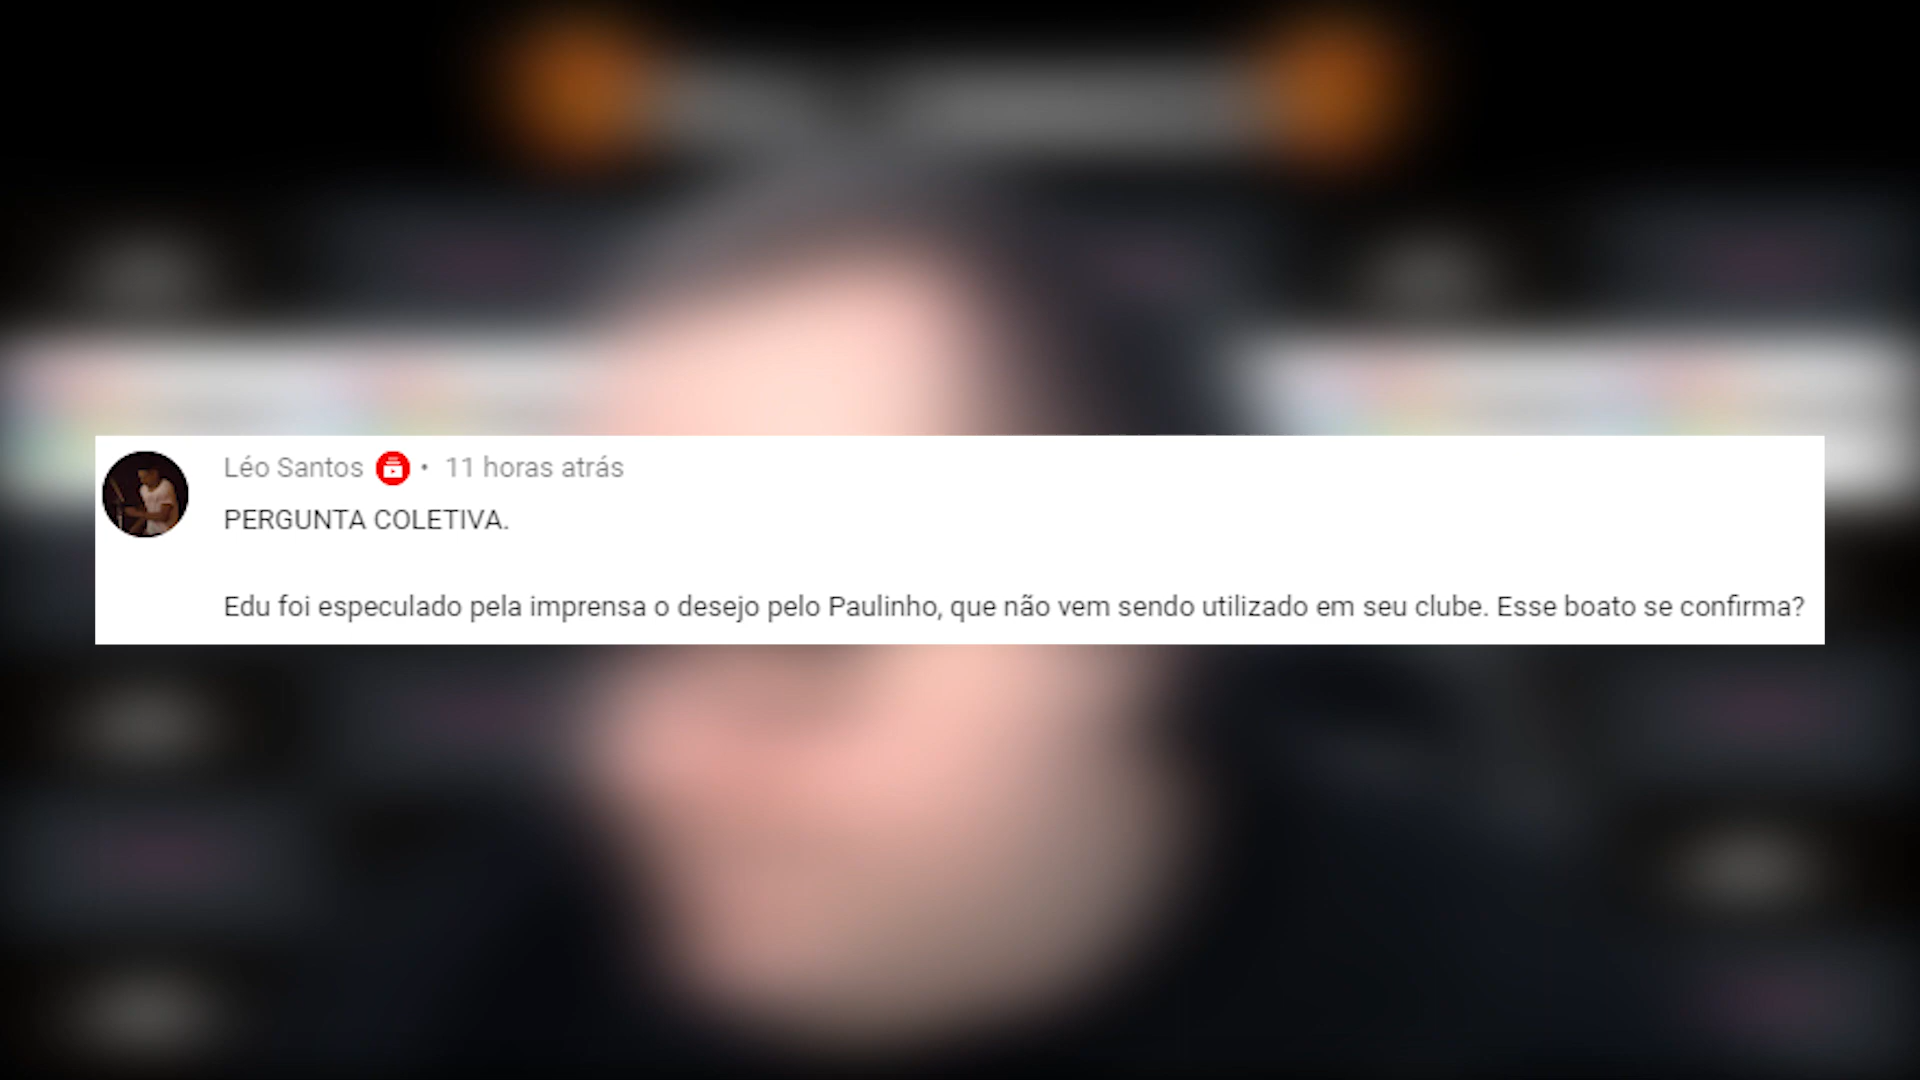 Léo Santos • 11 horas atrás
PERGUNTA COLETIVA.
Edu foi especulado pela imprensa o desejo pelo Paulinho, que não vem sendo utilizado em seu clube. Esse boato se confirma?